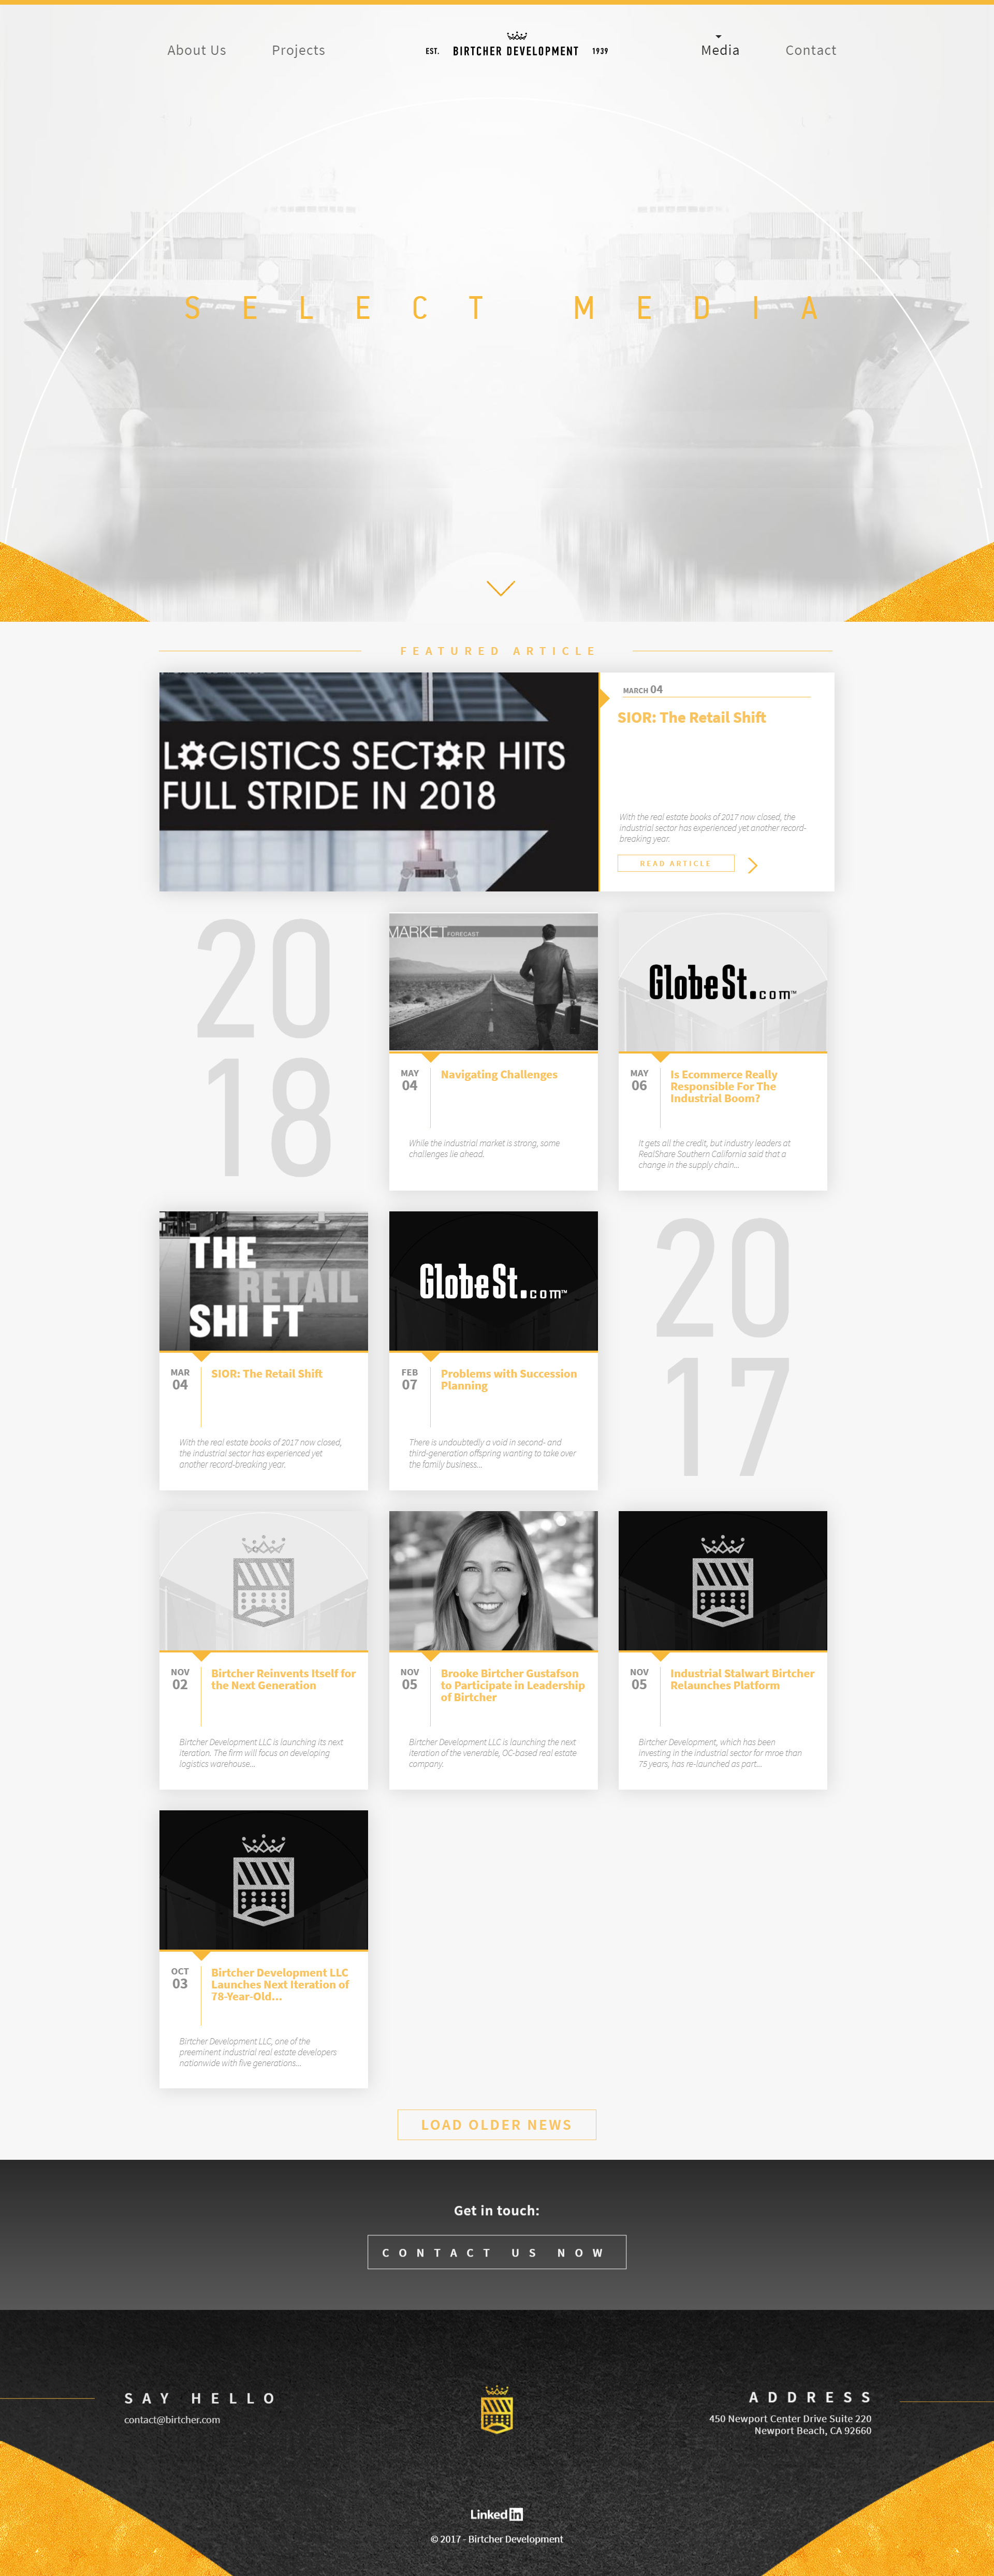 About Us
Projects
EST. BIRTCHER DEVELOPMENT 1939
Media
Contact
SELECT MEDIA
FEATURED ARTICLE
LOGISTICS SECTOR HITS
FULL STRIDE IN 2018
MARCH 04
SIOR: The Retail Shift
With the real estate books of 2017 now closed, the
industrial sector has experienced yet another record-
breaking year.
READ ARTICLE
20
18
MARKET FORECAST
MAY
04
Navigating Challenges
While the industrial market is strong, some
challenges lie ahead.
GlobeSt.com™
MAY
06
Is Ecommerce Really
Responsible For The
Industrial Boom?
It gets all the credit, but industry leaders at
RealShare Southern California said that a
change in the supply chain...
THE
RETAIL
SHIFT
MAR
04
SIOR: The Retail Shift
With the real estate books of 2017 now closed,
the industrial sector has experienced yet
another record-breaking year.
GlobeSt.com™
FEB
07
Problems with Succession
Planning
There is undoubtedly a void in second- and
third-generation offspring wanting to take over
the family business...
20
17
NOV
02
Birtcher Reinvents Itself for
the Next Generation
Birtcher Development LLC is launching its next
iteration. The firm will focus on developing
logistics warehouse...
NOV
05
Brooke Birtcher Gustafson
to Participate in Leadership
of Birtcher
Birtcher Development LLC is launching the next
iteration of the venerable, OC-based real estate
company.
NOV
05
Industrial Stalwart Birtcher
Relaunches Platform
Birtcher Development, which has been
investing in the industrial sector for mroe than
75 years, has re-launched as part...
OCT
03
Birtcher Development LLC
Launches Next Iteration of
78-Year-Old...
Birtcher Development LLC, one of the
preeminent industrial real estate developers
nationwide with five generations...
LOAD OLDER NEWS
Get in touch:
CONTACT US NOW
SAY HELLO
contact@birtcher.com
ADDRESS
450 Newport Center Drive Suite 220
Newport Beach, CA 92660
Linked in
© 2017 - Birtcher Development